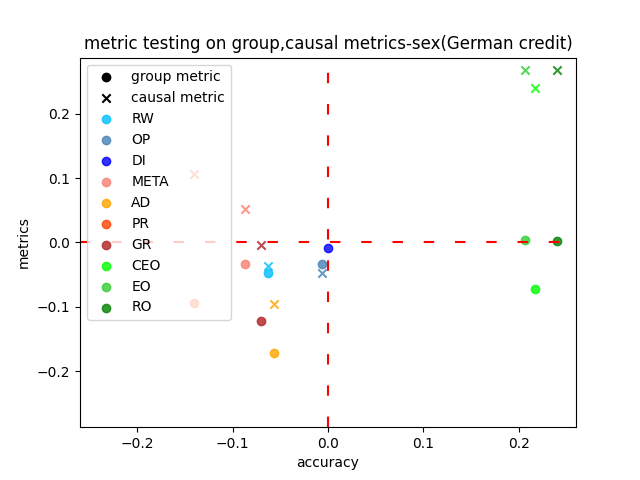 metric testing on group,causal metrics-sex(German credit)
group metric
causal metric
RW
OP
DI
META
AD
PR
GR
CEO
EO
RO
0.2
0.1
0.0
−0.1
−0.2
metrics
−0.2
−0.1
0.0
0.1
0.2
accuracy